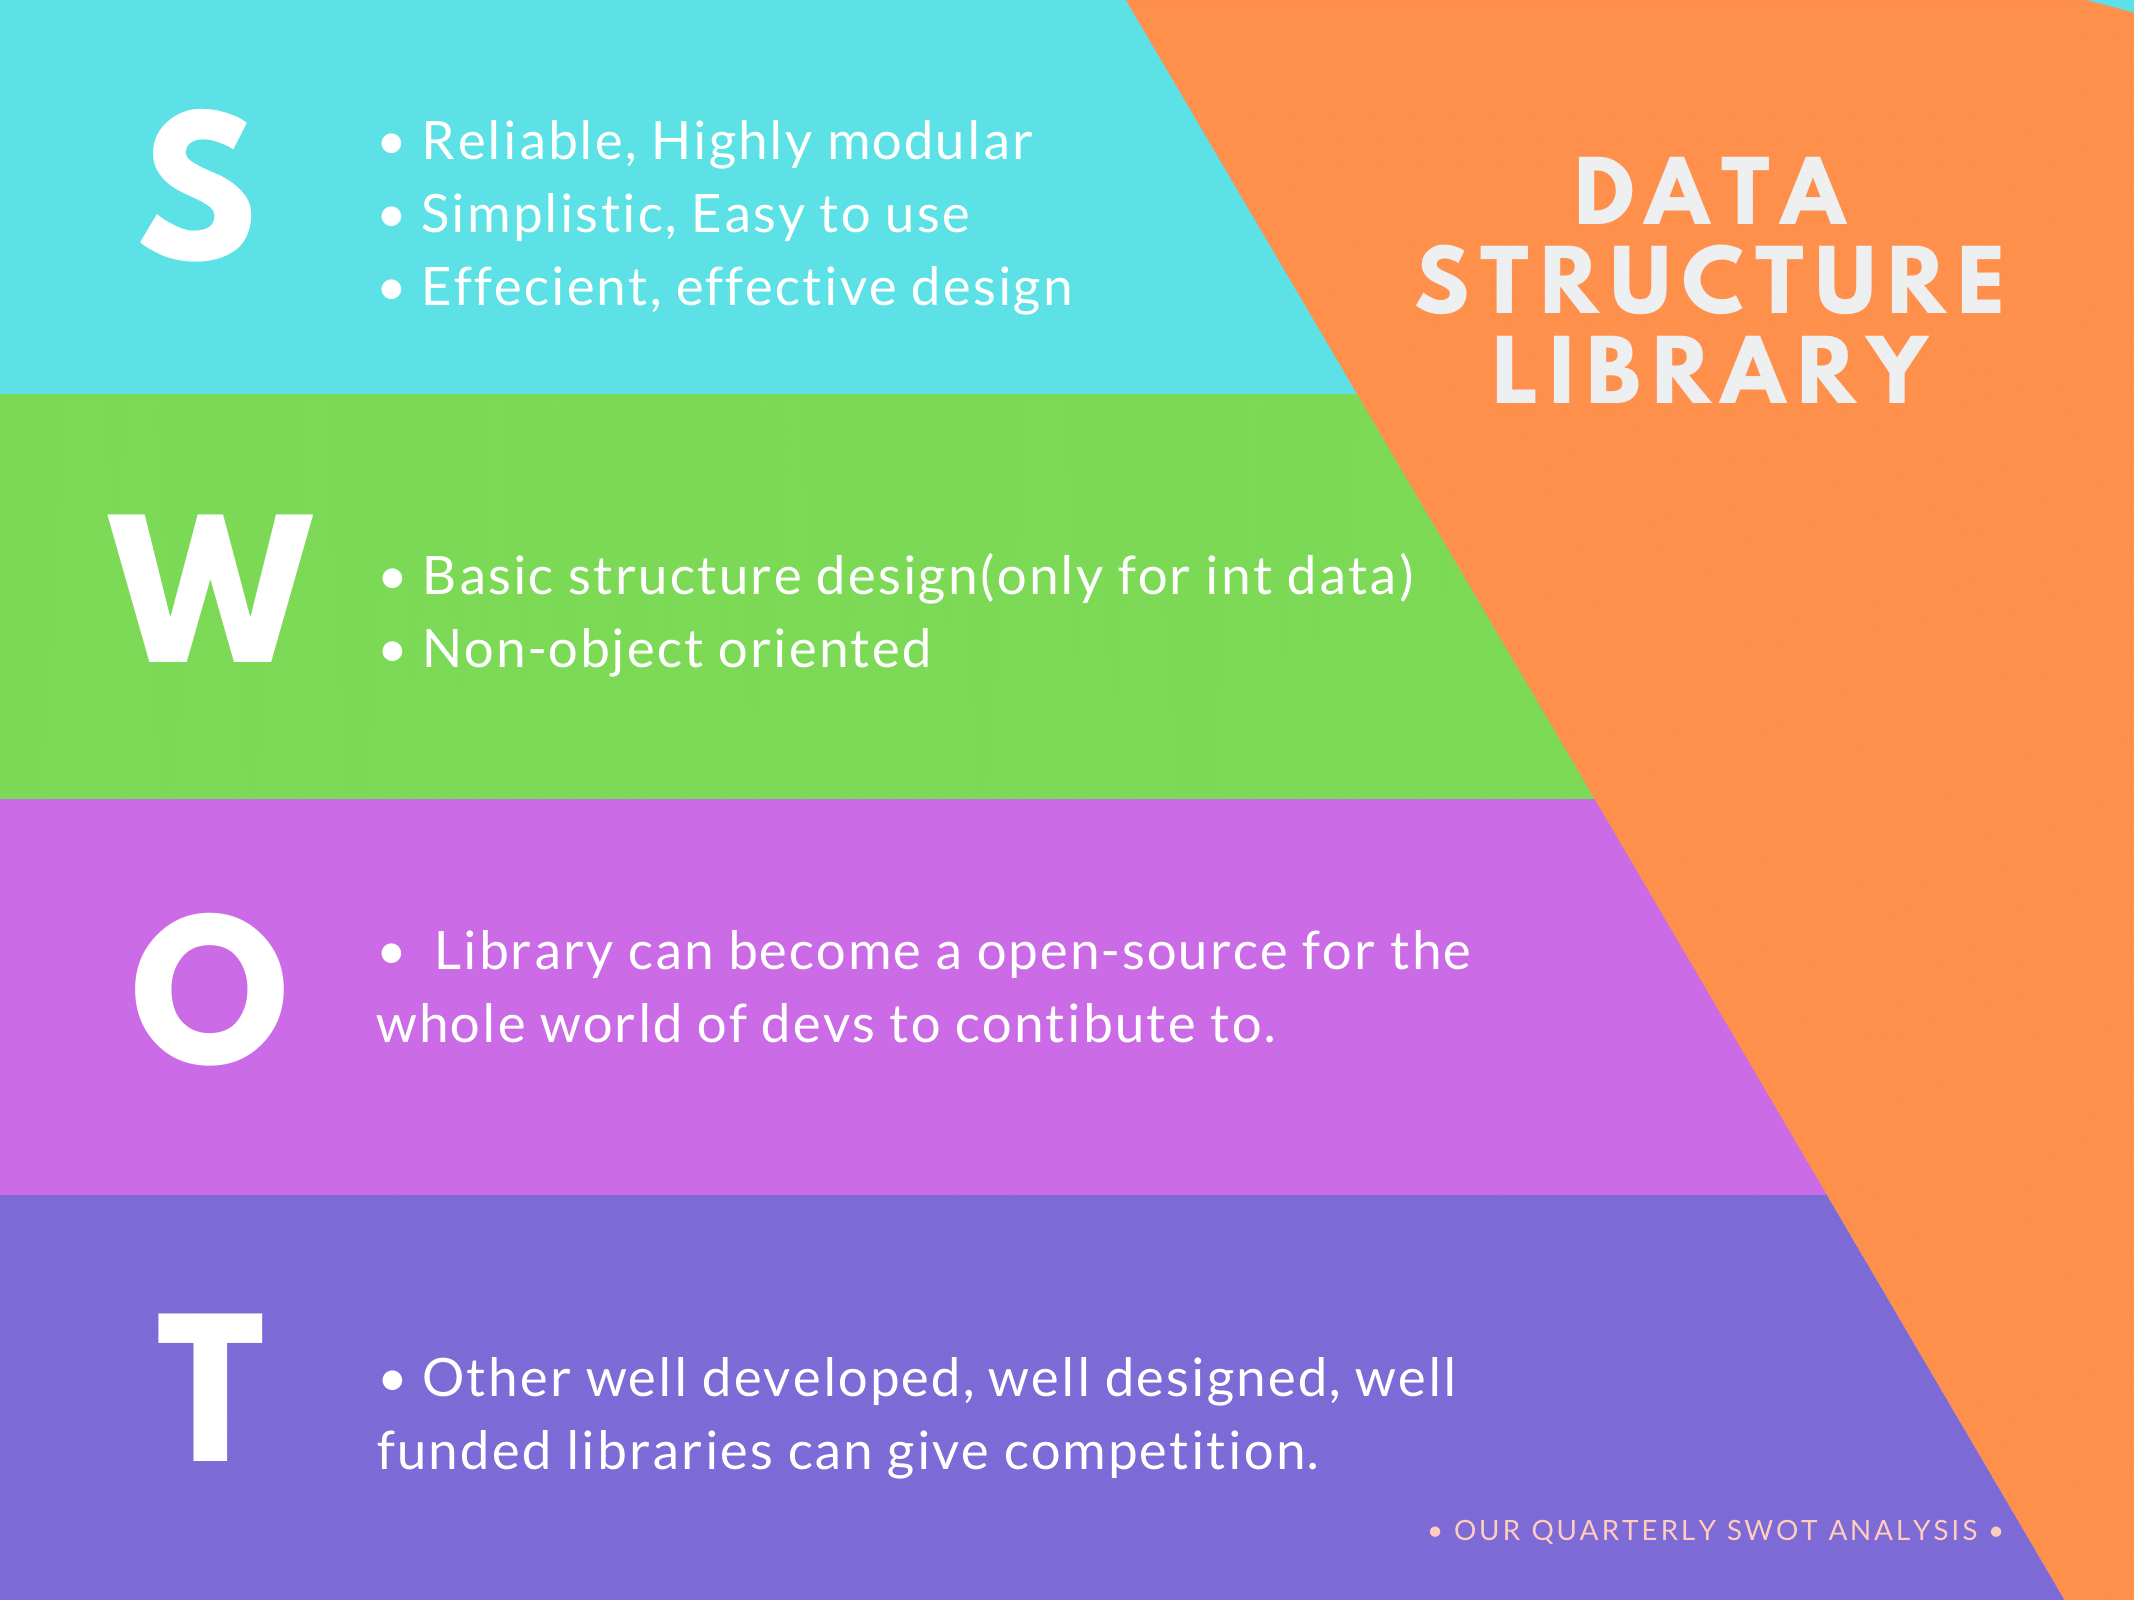 S
• Reliable, Highly modular
• Simplistic, Easy to use
• Effecient, effective design
DATA
STRUCTURE
LIBRARY
W
• Basic structure design(only for int data)
• Non-object oriented
O
• Library can become a open-source for the
whole world of devs to contibute to.
T
• Other well developed, well designed, well
funded libraries can give competition.
• OUR QUARTERLY SWOT ANALYSIS •